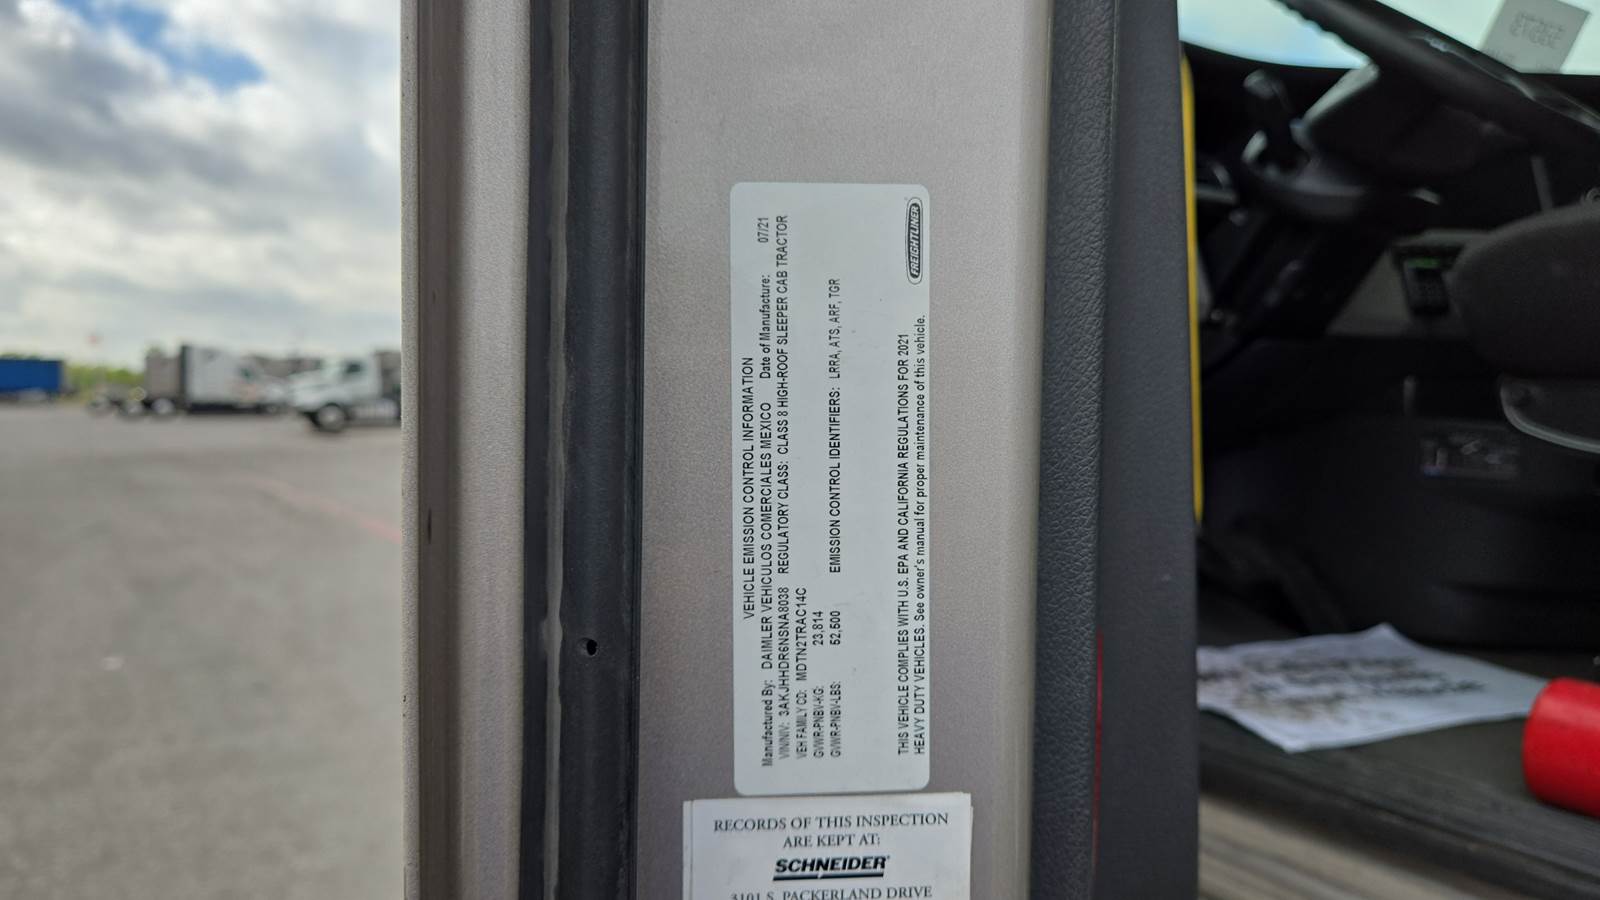 VEHICLE EMISSION CONTROL INFORMATION
Manufactured By: DAIMLER VEHICULOS COMERCIALES MEXICO Date of Manufacture: 07/21
VIN/NIV: 3AKJHHDR6NSNA8038 REGULATORY CLASS: CLASS 8 HIGH-ROOF SLEEPER CAB TRACTOR
VEH FAMILY CD: MDTN2TRAC14C
GVWR-PNBV-KG: 23,814
GVWR-PNBV-LBS: 52,500 EMISSION CONTROL IDENTIFIERS: LRRA, ATS, ARF, TGR
THIS VEHICLE COMPLIES WITH U.S. EPA AND CALIFORNIA REGULATIONS FOR 2021
HEAVY DUTY VEHICLES. See owner's manual for proper maintenance of this vehicle.
FREIGHTLINER
RECORDS OF THIS INSPECTION
ARE KEPT AT:
SCHNEIDER
3101 S. PACKERLAND DRIVE